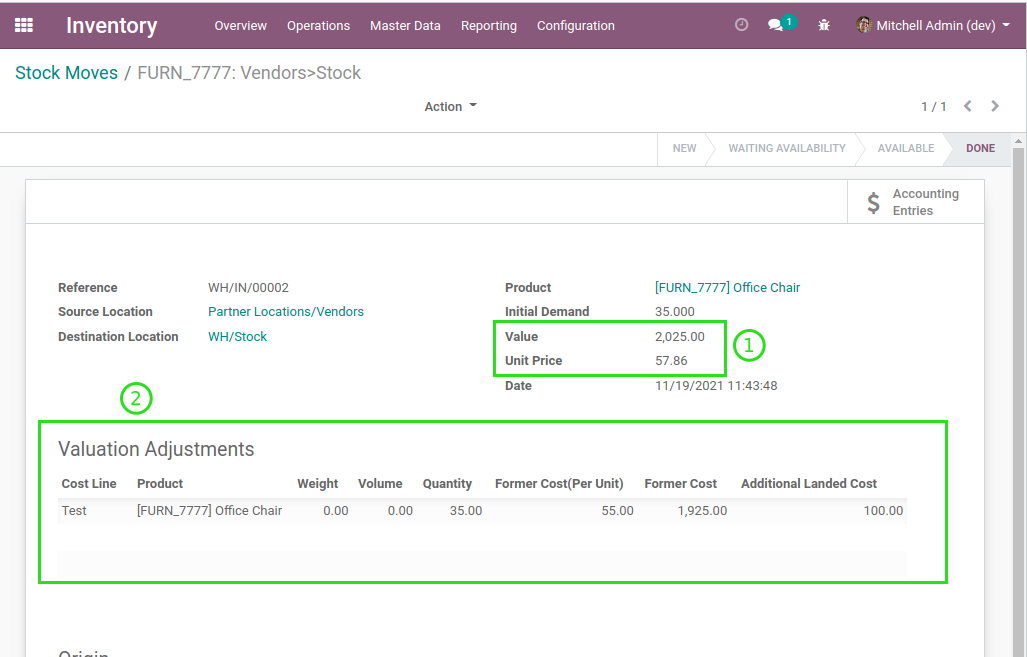 Inventory Overview Operations Master Data Reporting Configuration 1 Mitchell Admin (dev)
Stock Moves / FURN_7777: Vendors>Stock
Action 1 / 1
NEW WAITING AVAILABILITY AVAILABLE DONE
$ Accounting
Entries
Reference WH/IN/00002 Product [FURN_7777] Office Chair
Source Location Partner Locations/Vendors Initial Demand 35.000
Destination Location WH/Stock Value 2,025.00 1
Unit Price 57.86
Date 11/19/2021 11:43:48
2
Valuation Adjustments
Cost Line Product Weight Volume Quantity Former Cost(Per Unit) Former Cost Additional Landed Cost
Test [FURN_7777] Office Chair 0.00 0.00 35.00 55.00 1,925.00 100.00
Origin